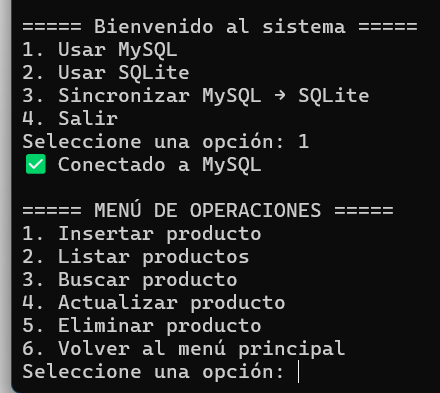 ===== Bienvenido al sistema =====
1. Usar MySQL
2. Usar SQLite
3. Sincronizar MySQL → SQLite
4. Salir
Seleccione una opción: 1
✅ Conectado a MySQL
===== MENÚ DE OPERACIONES =====
1. Insertar producto
2. Listar productos
3. Buscar producto
4. Actualizar producto
5. Eliminar producto
6. Volver al menú principal
Seleccione una opción: